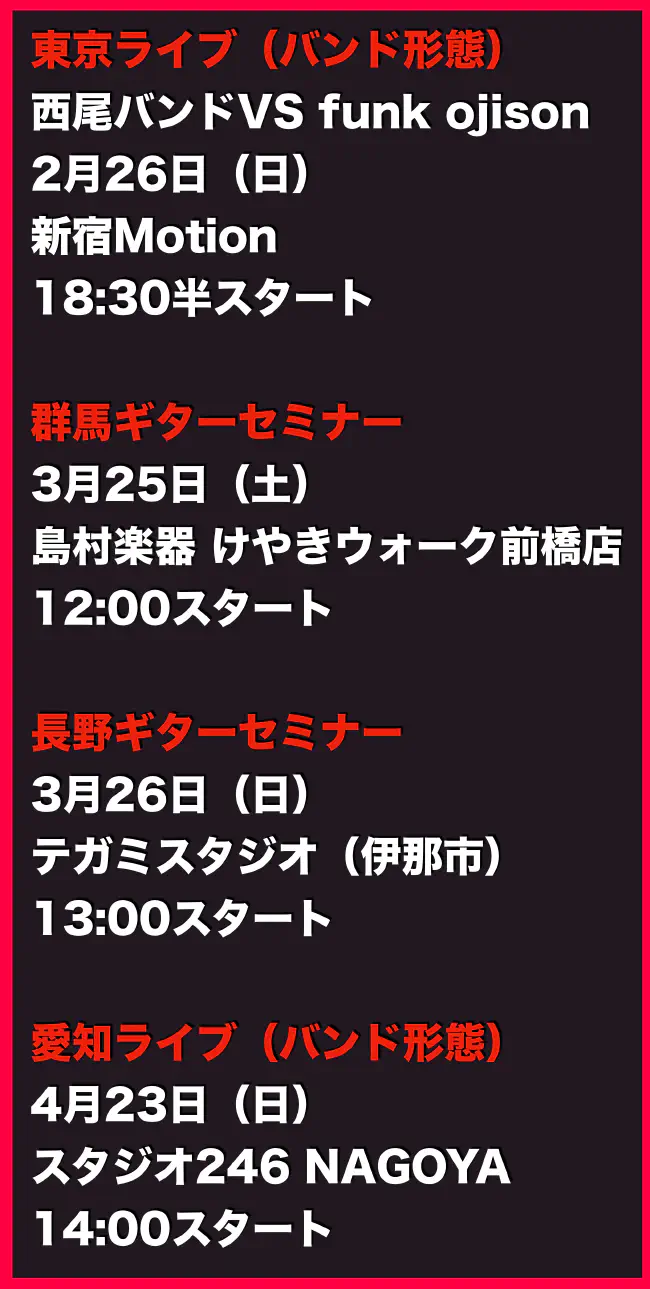 東京ライブ（バンド形態）
西尾バンドVS funk ojison
2月26日（日）
新宿Motion
18:30半スタート
群馬ギターセミナー
3月25日（土）
島村楽器 けやきウォーク前橋店
12:00スタート
長野ギターセミナー
3月26日（日）
テガミスタジオ（伊那市）
13:00スタート
愛知ライブ（バンド形態）
4月23日（日）
スタジオ246 NAGOYA
14:00スタート